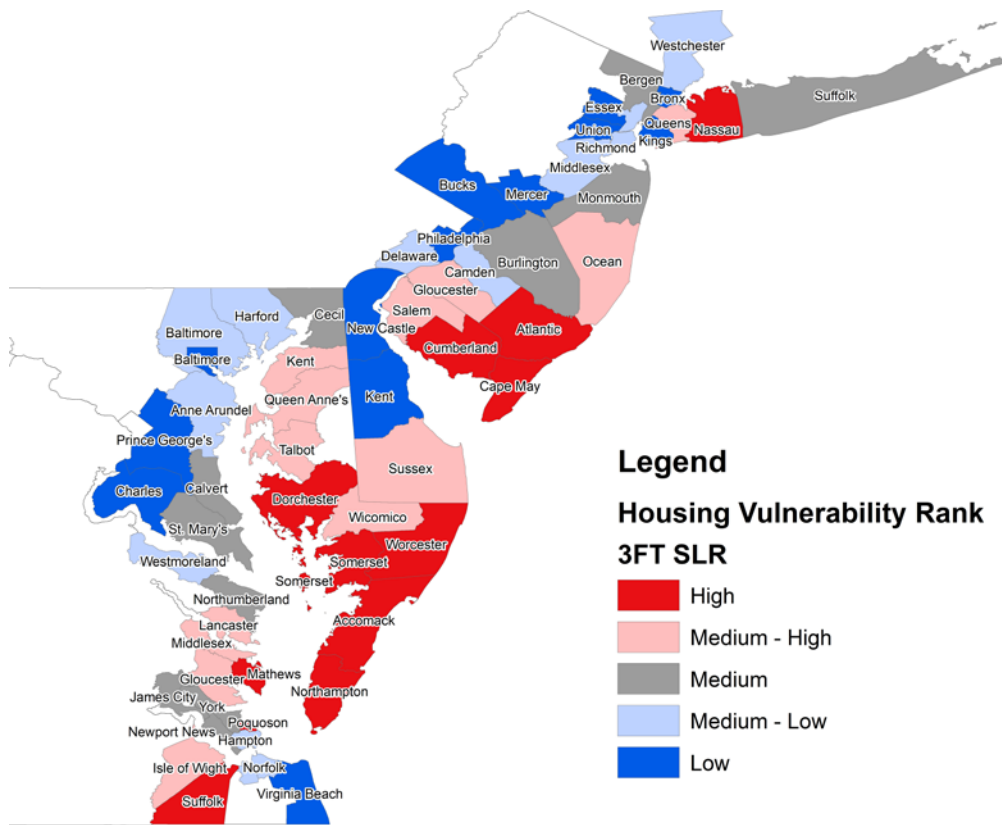 Westchester
Bergen
Suffolk
Bronx
Essex
Queens
Nassau
Union
Kings
Richmond
Middlesex
Bucks
Mercer
Monmouth
Philadelphia
Delaware
Burlington
Ocean
Camden
Gloucester
Salem
Cecil
Harford
New Castle
Atlantic
Baltimore
Cumberland
Baltimore
Kent
Cape May
Queen Anne's
Kent
Anne Arundel
Prince George's
Talbot
Sussex
Charles
Calvert
Dorchester
Wicomico
St. Mary's
Worcester
Westmoreland
Somerset
Somerset
Northumberland
Lancaster
Accomack
Middlesex
Gloucester
Mathews
James City
Northampton
York
Poquoson
Newport News
Hampton
Isle of Wight
Norfolk
Virginia Beach
Suffolk
Legend
Housing Vulnerability Rank
3FT SLR
High
Medium - High
Medium
Medium - Low
Low